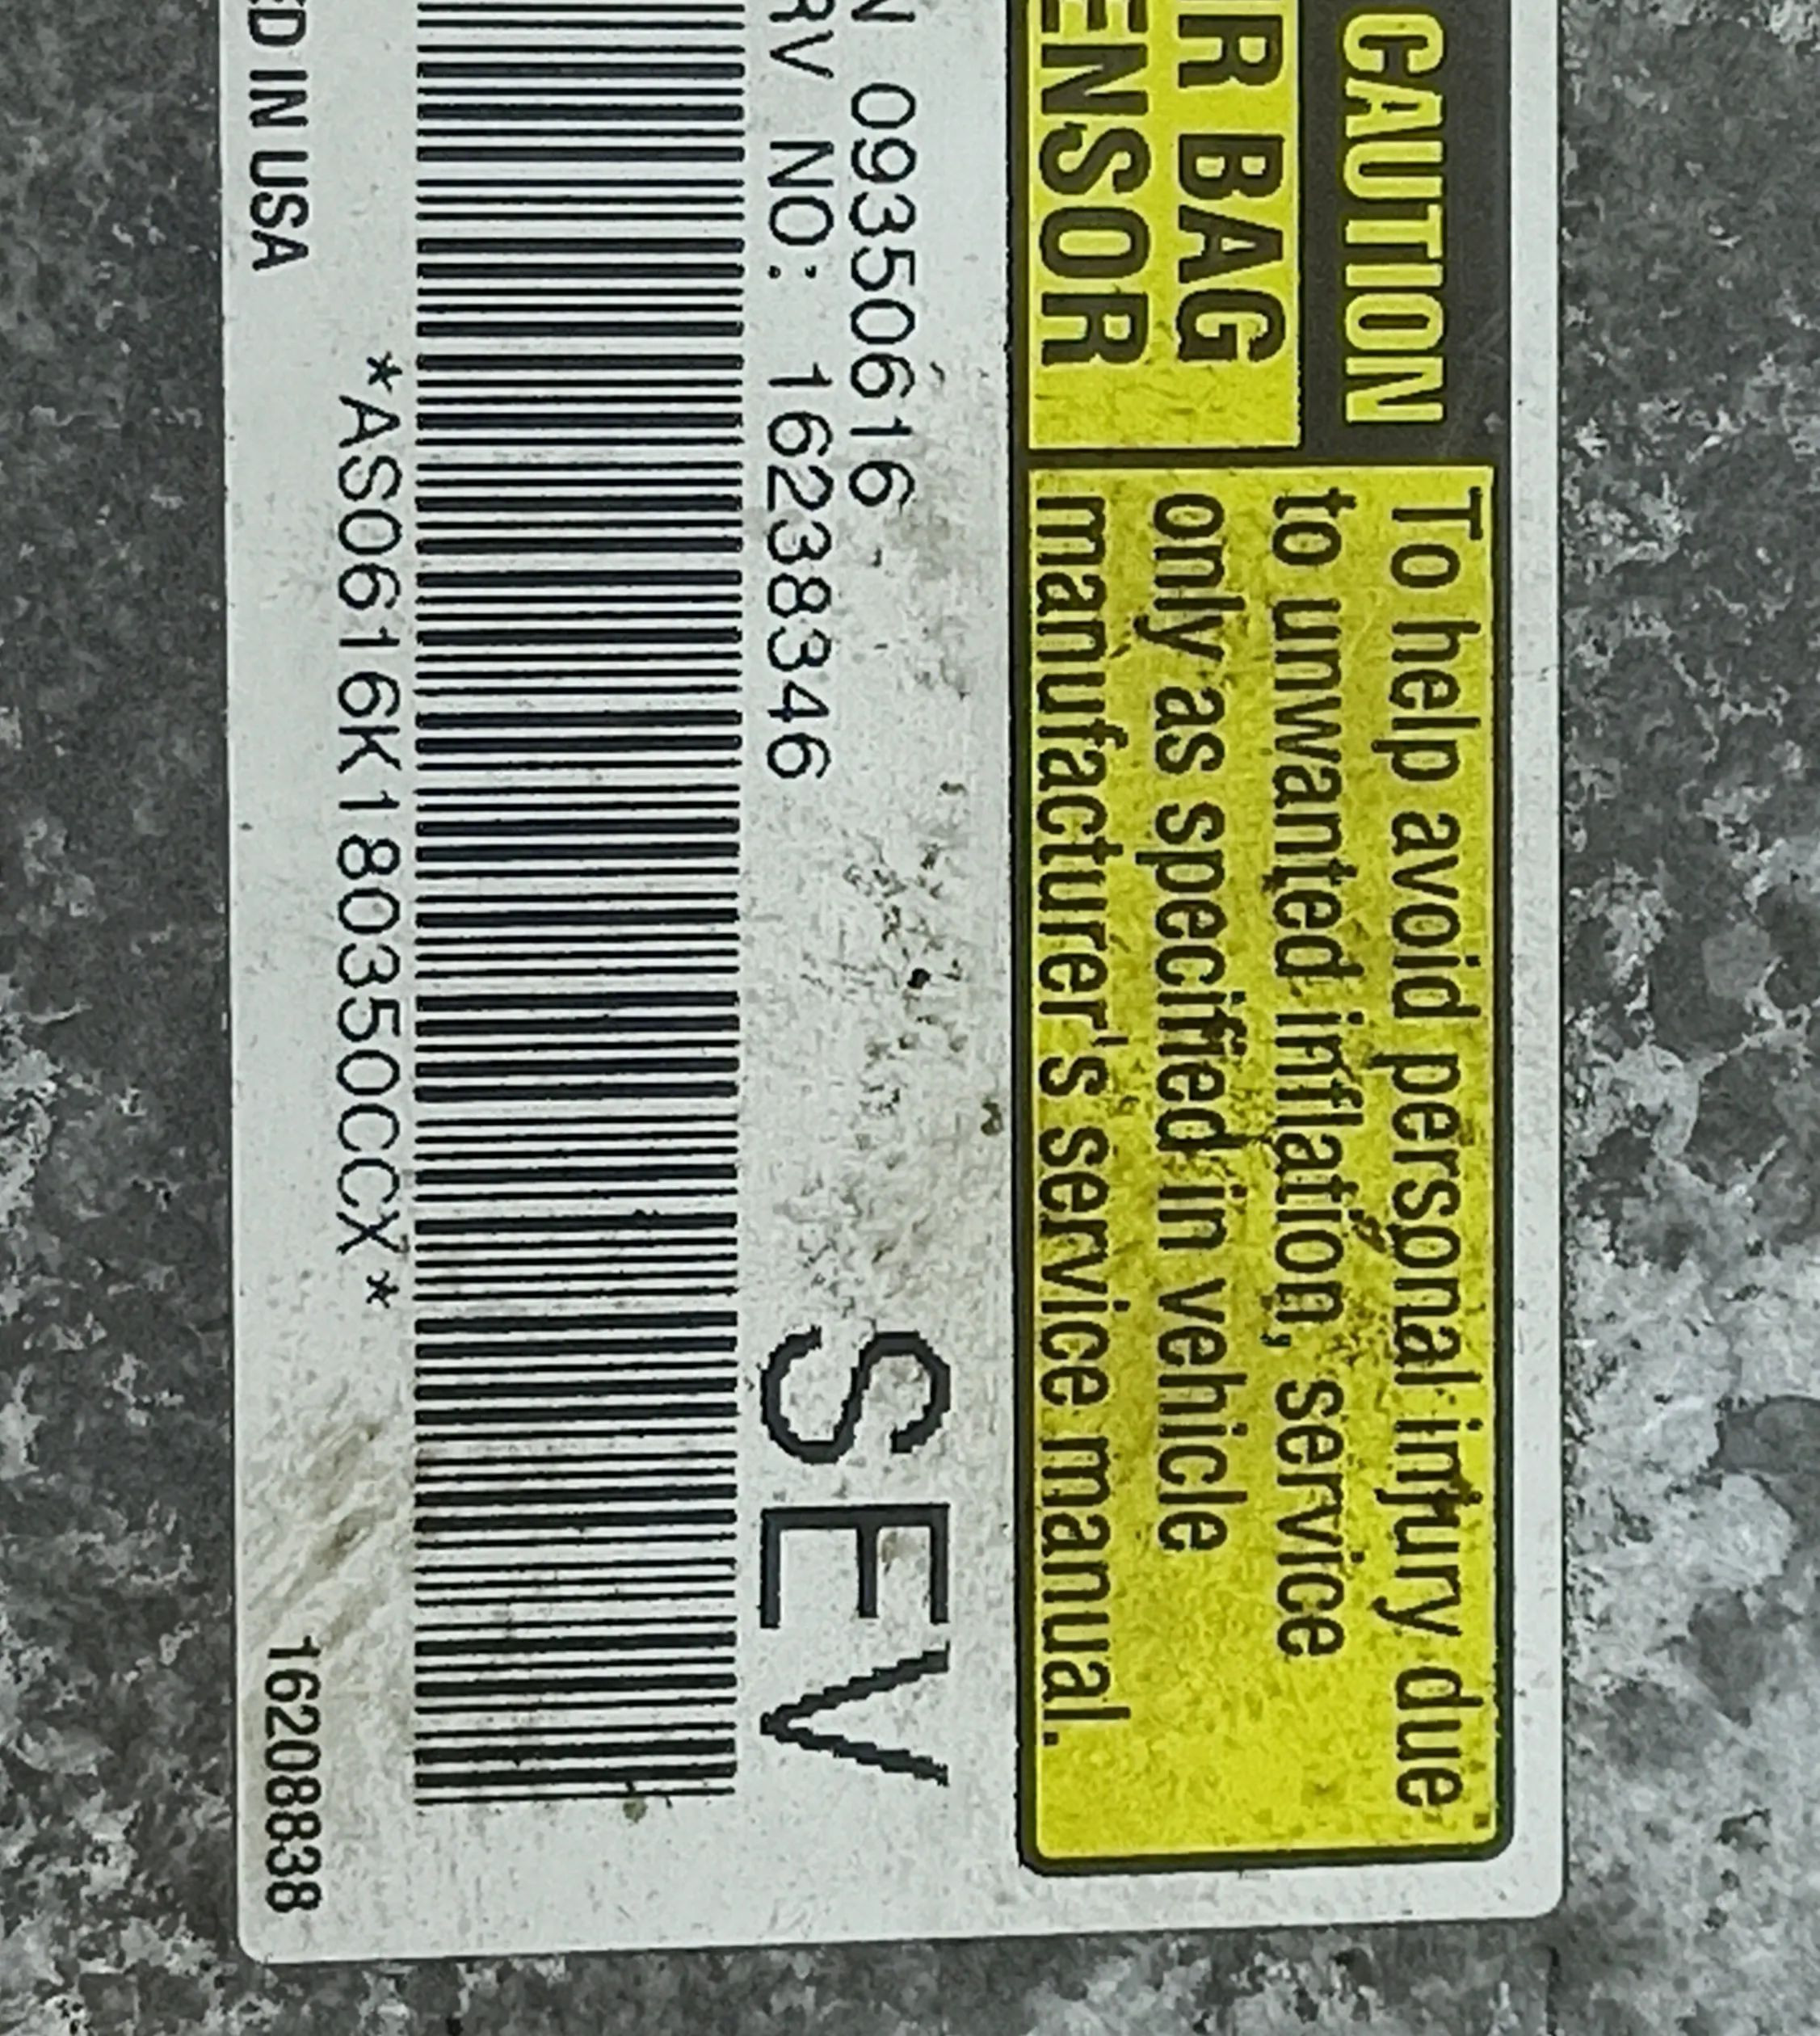 CAUTION
R BAG
ENSOR
To help avoid personal injury due
to unwanted inflation, service
only as specified in vehicle
manufacturer's service manual.
N 09350616
RV NO: 16238346
SEV
*AS0616K180350CCX*
ED IN USA
16208838